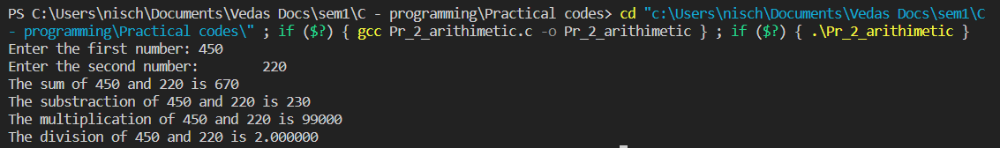 PS C:\Users\nisch\Documents\Vedas Docs\sem1\C - programming\Practical codes> cd "c:\Users\nisch\Documents\Vedas Docs\sem1\C
- programming\Practical codes\" ; if ($?) { gcc Pr_2_arithimetic.c -o Pr_2_arithimetic } ; if ($?) { .\Pr_2_arithimetic }
Enter the first number: 450
Enter the second number:        220
The sum of 450 and 220 is 670
The substraction of 450 and 220 is 230
The multiplication of 450 and 220 is 99000
The division of 450 and 220 is 2.000000